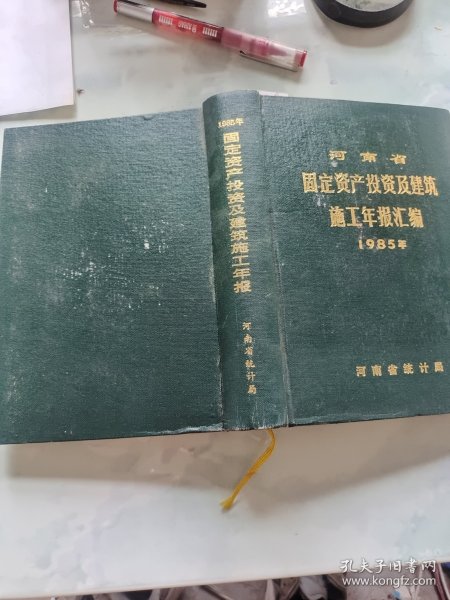 河南省
固定资产投资及建筑
施工年报汇编
1985年
河南省统计局
1985年
固定资产投资及建筑施工年报
河南省统计局
孔夫子旧书网
www.kongfz.com